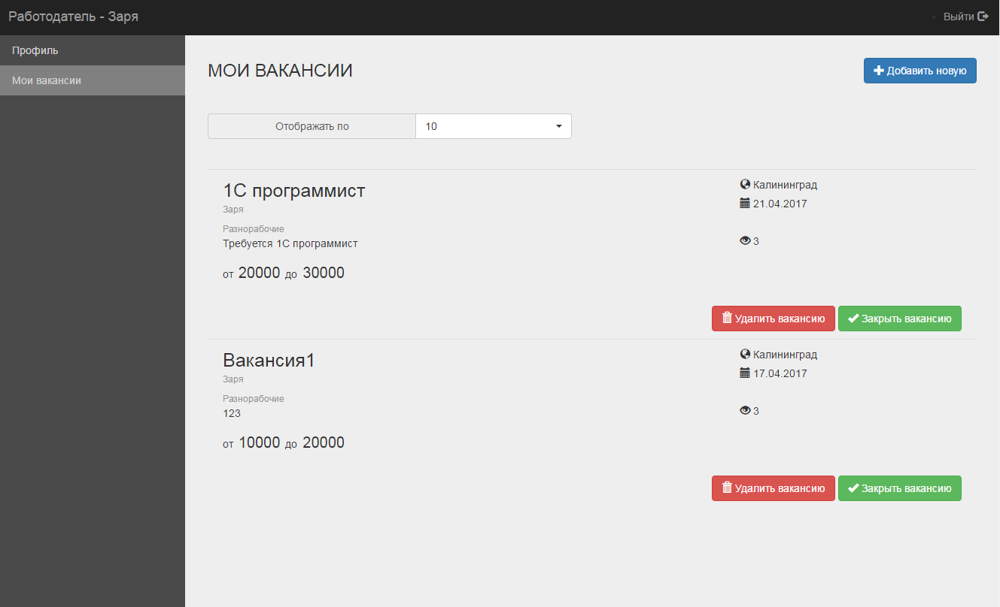 Работодатель - Заря
Выйти
Профиль
Мои вакансии
МОИ ВАКАНСИИ
Добавить новую
Отображать по
10
1С программист
Заря
Разнорабочие
Требуется 1С программист
от 20000 до 30000
Калининград
21.04.2017
3
Удалить вакансию
Закрыть вакансию
Вакансия1
Заря
Разнорабочие
123
от 10000 до 20000
Калининград
17.04.2017
3
Удалить вакансию
Закрыть вакансию